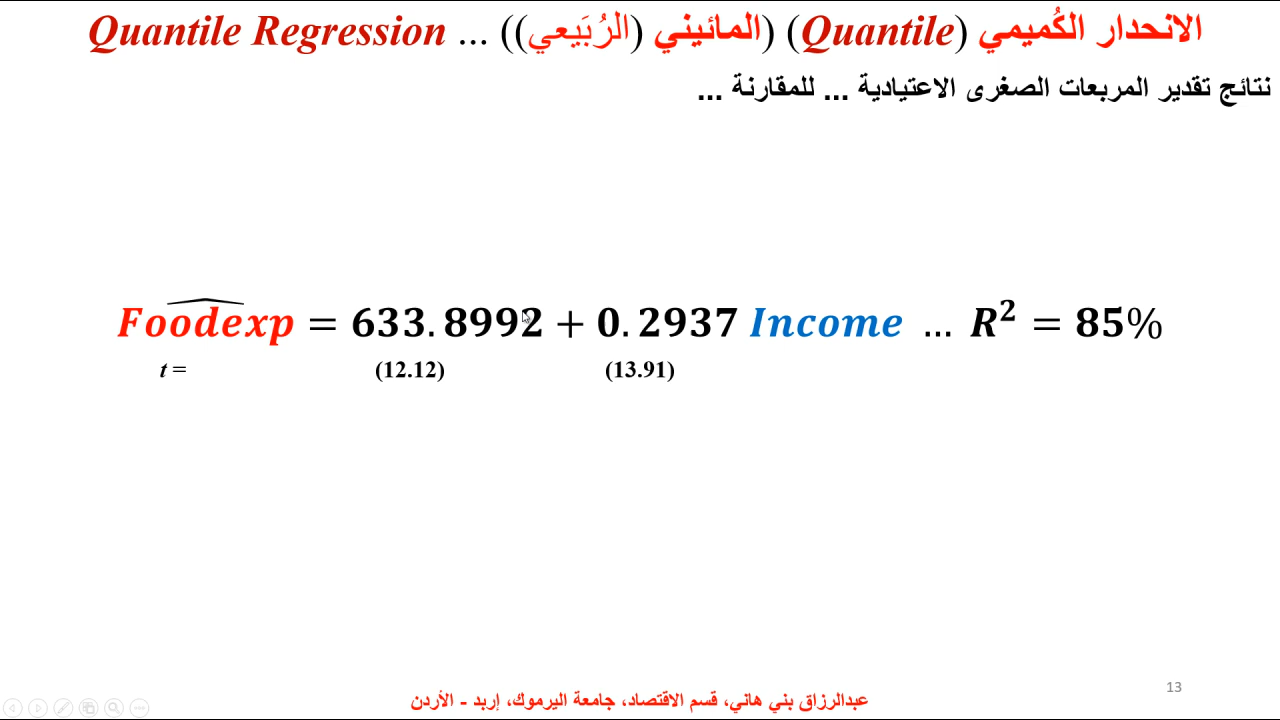 الانحدار الكُميمي (Quantile) (المائيني (الرُبَيعي)) ... Quantile Regression
نتائج تقدير المربعات الصغرى الاعتيادية ... للمقارنة ...
Foodexp = 633.8992 + 0.2937 Income ... R² = 85%
t = (12.12) (13.91)
13
عبدالرزاق بني هاني، قسم الاقتصاد، جامعة اليرموك، إربد - الأردن